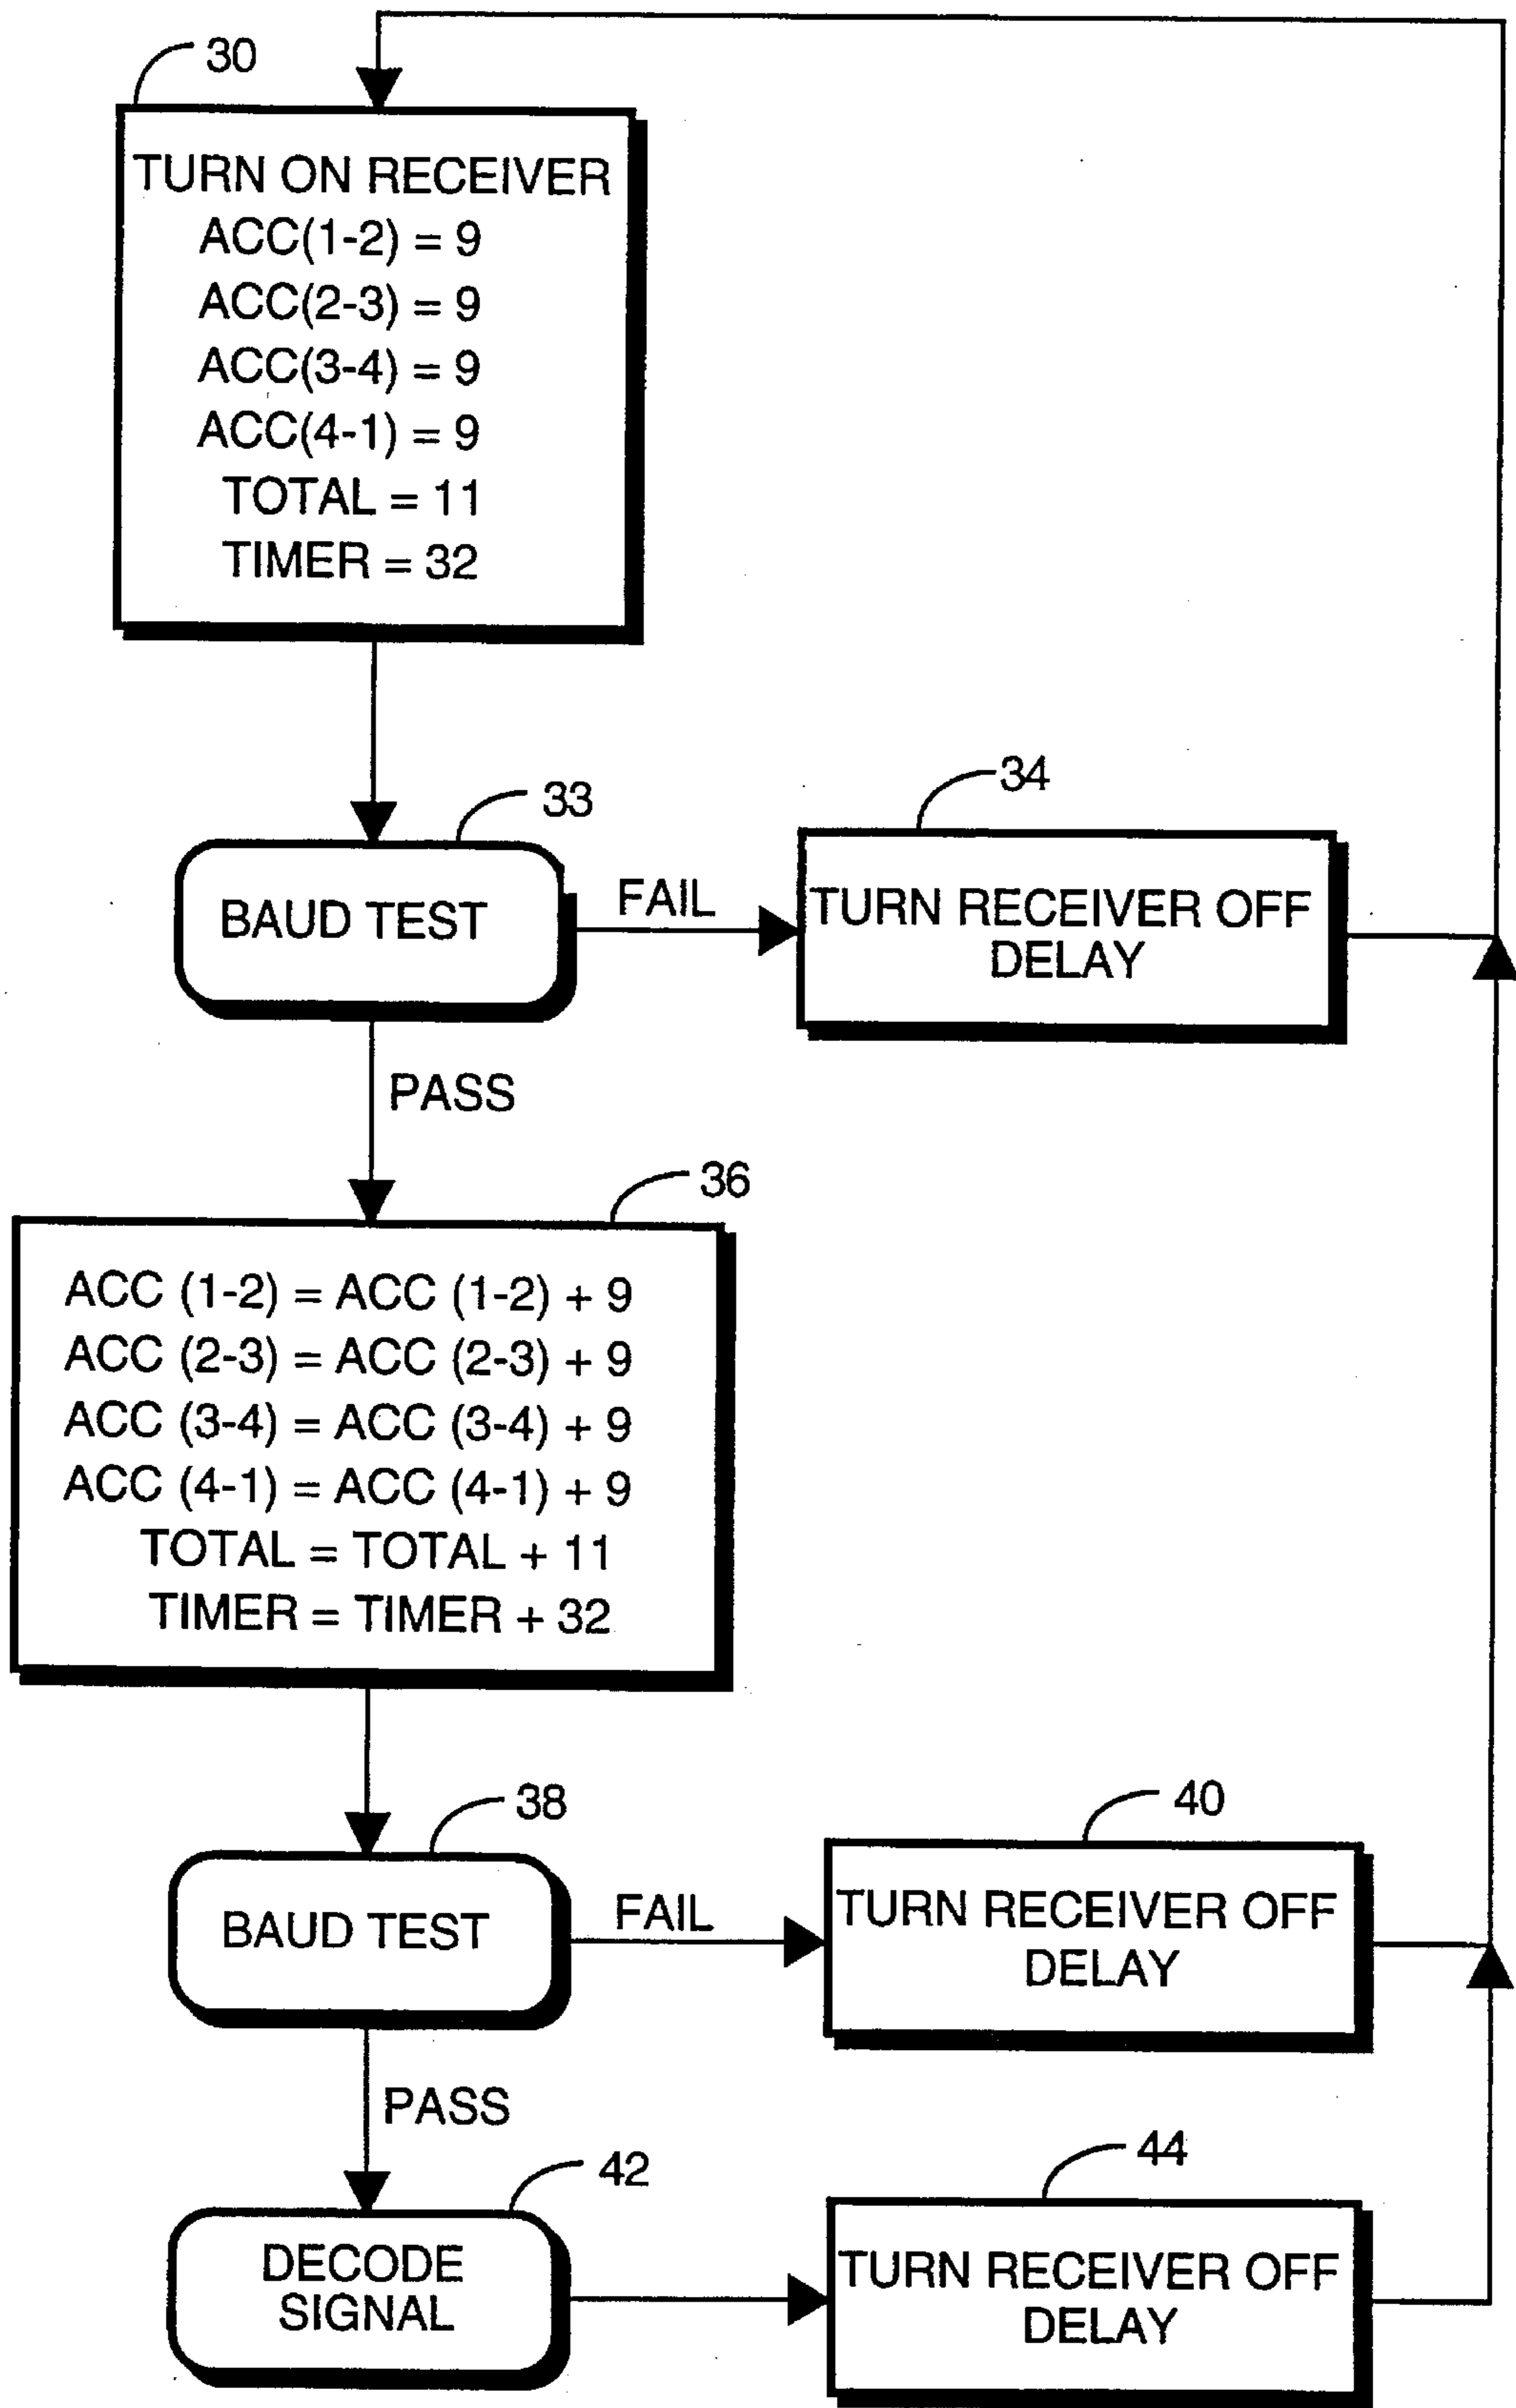 30
TURN ON RECEIVER
ACC(1-2) = 9
ACC(2-3) = 9
ACC(3-4) = 9
ACC(4-1) = 9
TOTAL = 11
TIMER = 32
33
BAUD TEST
FAIL
34
TURN RECEIVER OFF
DELAY
PASS
36
ACC (1-2) = ACC (1-2) + 9
ACC (2-3) = ACC (2-3) + 9
ACC (3-4) = ACC (3-4) + 9
ACC (4-1) = ACC (4-1) + 9
TOTAL = TOTAL + 11
TIMER = TIMER + 32
38
BAUD TEST
FAIL
40
TURN RECEIVER OFF
DELAY
PASS
42
DECODE
SIGNAL
44
TURN RECEIVER OFF
DELAY